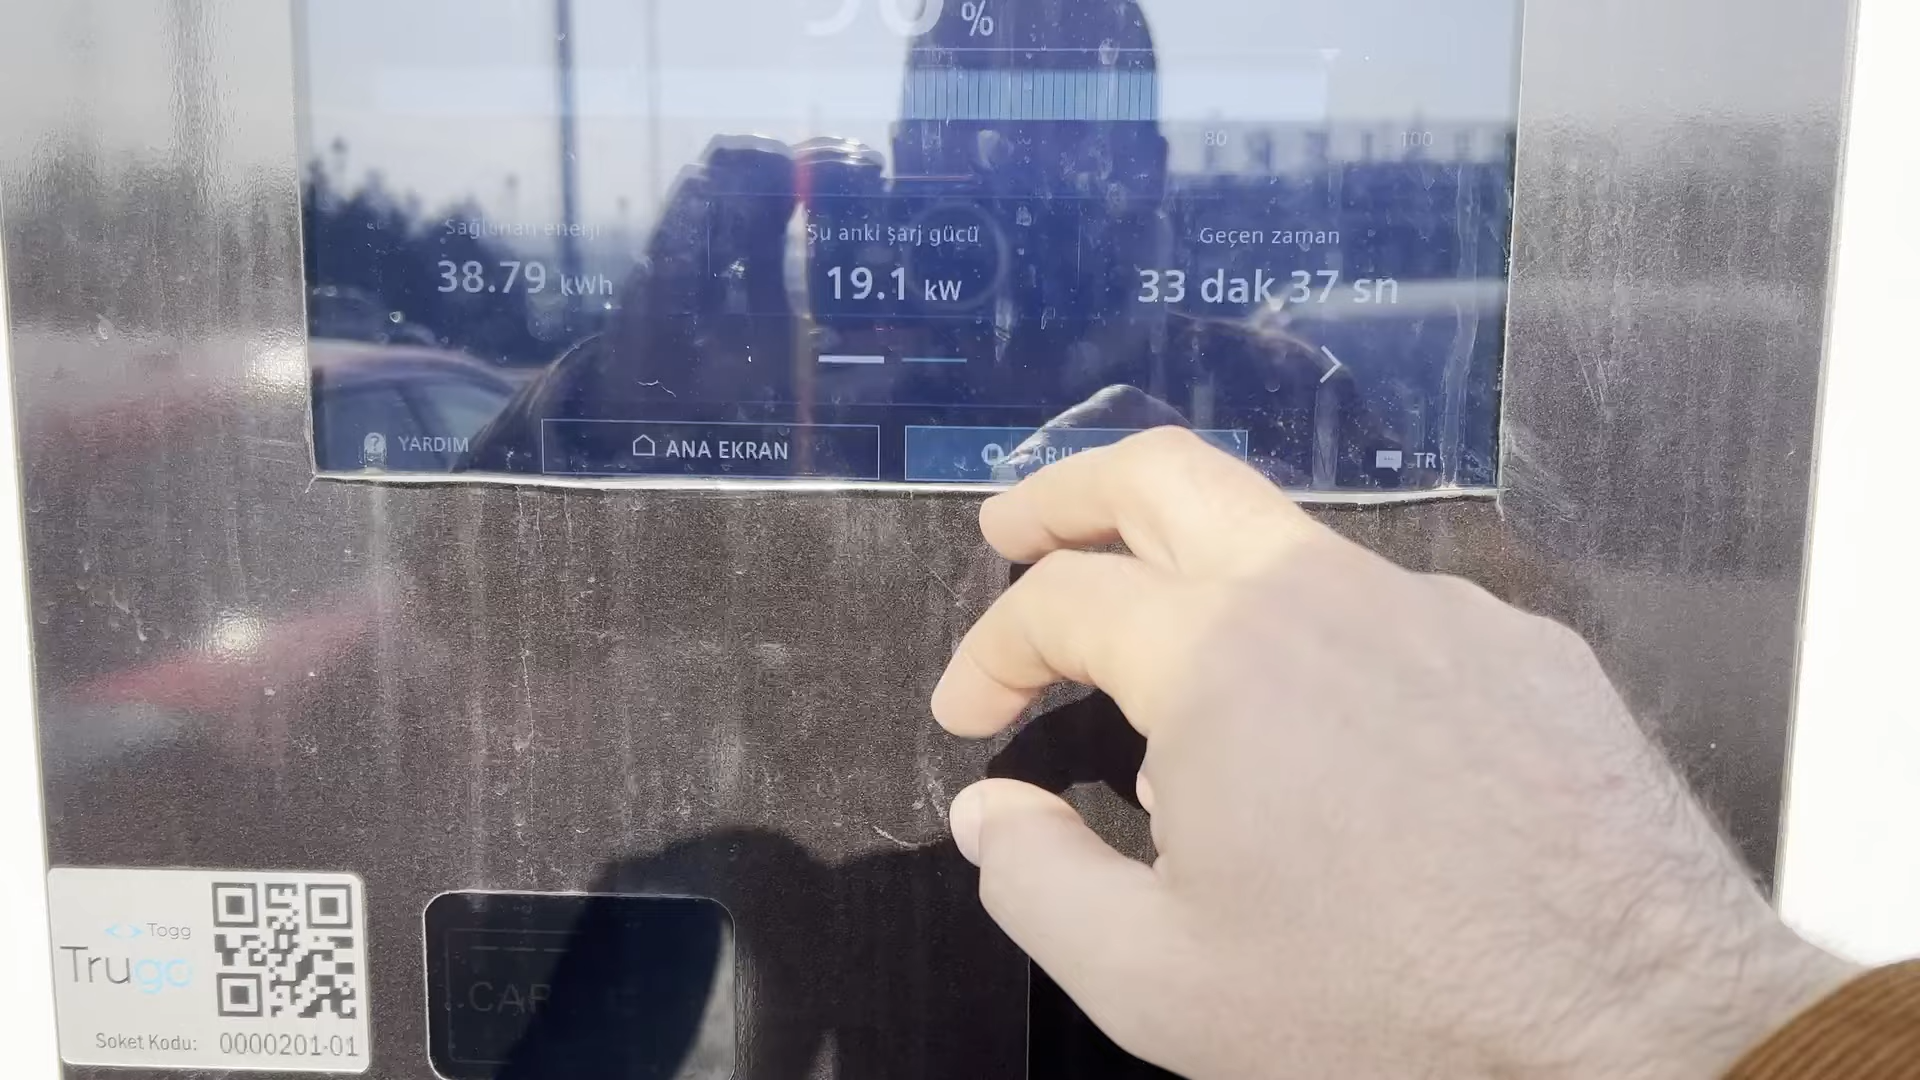 %
80
100
Sağlanan enerji
Şu anki şarj gücü
Geçen zaman
38.79 kWh
19.1 kW
33 dak 37 sn
YARDIM
ANA EKRAN
TR
Togg
Trugo
Soket Kodu: 0000201-01